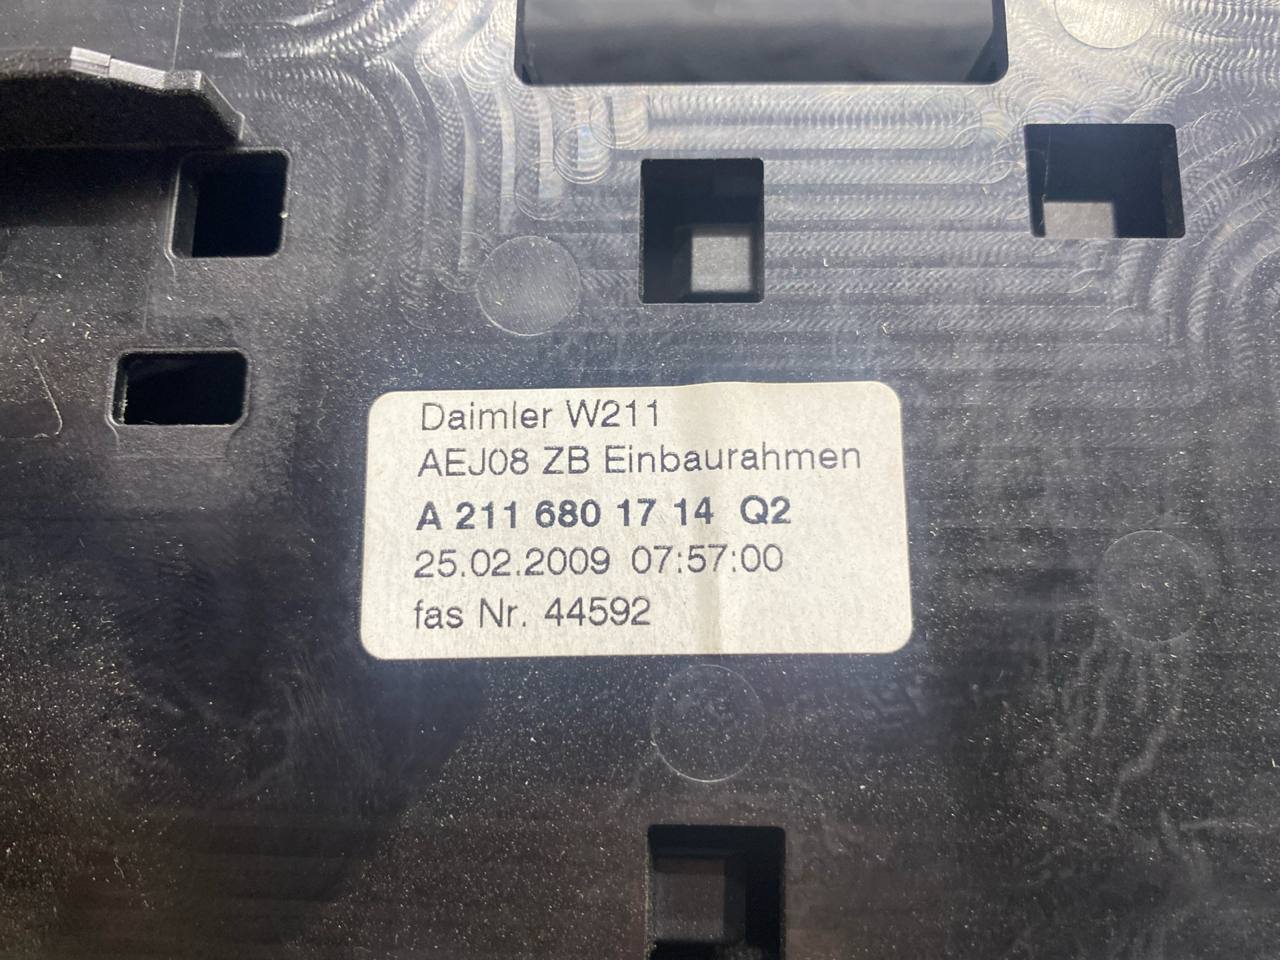 Daimler W211
AEJ08 ZB Einbaurahmen
A 211 680 17 14 Q2
25.02.2009 07:57:00
fas Nr. 44592